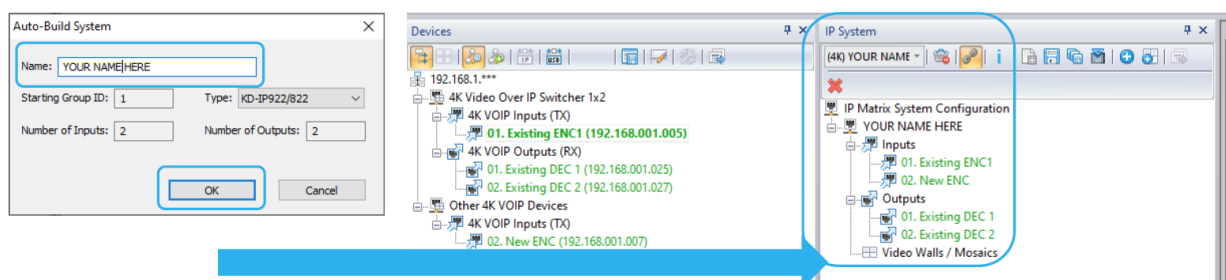 Auto-Build System
Name: YOUR NAME HERE
Starting Group ID: 1 Type: KD-IP922/822
Number of Inputs: 2 Number of Outputs: 2
OK Cancel
Devices
192.168.1.***
4K Video Over IP Switcher 1x2
4K VOIP Inputs (TX)
01. Existing ENC1 (192.168.001.005)
4K VOIP Outputs (RX)
01. Existing DEC 1 (192.168.001.025)
02. Existing DEC 2 (192.168.001.027)
Other 4K VOIP Devices
4K VOIP Inputs (TX)
02. New ENC (192.168.001.007)
IP System
(4K) YOUR NAME
IP Matrix System Configuration
YOUR NAME HERE
Inputs
01. Existing ENC1
02. New ENC
Outputs
01. Existing DEC 1
02. Existing DEC 2
Video Walls / Mosaics